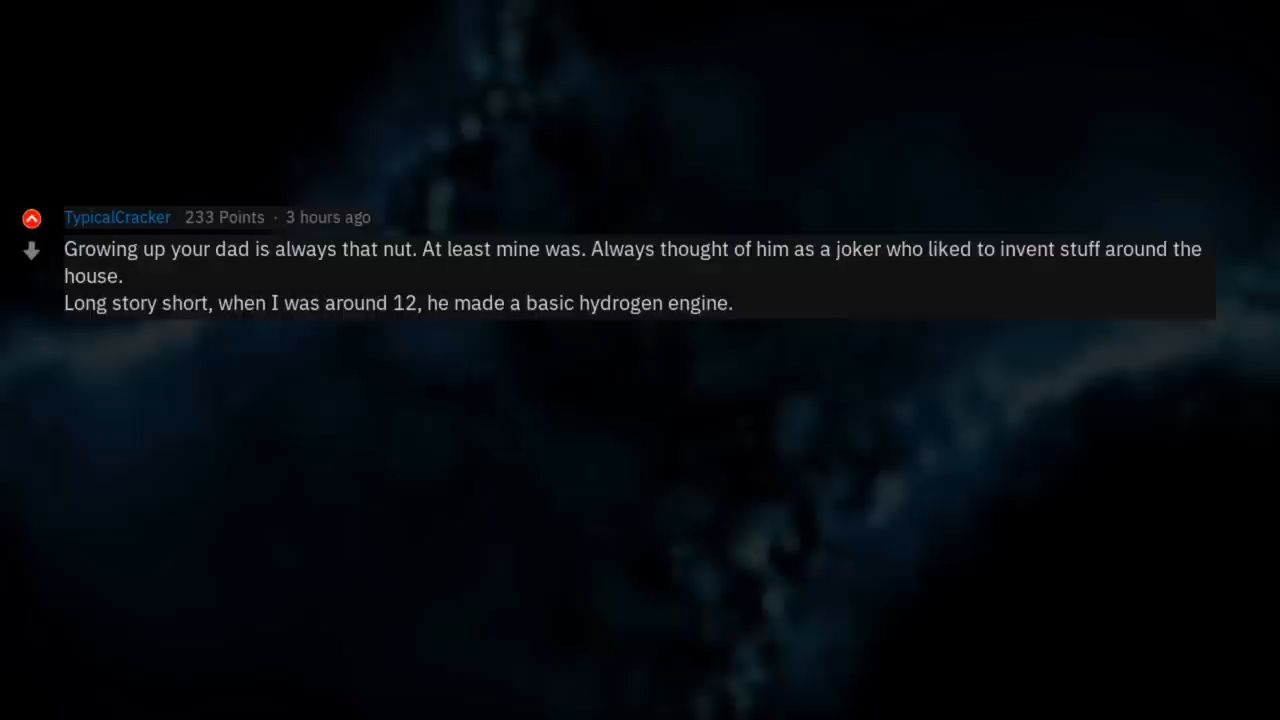 TypicalCracker 233 Points · 3 hours ago
Growing up your dad is always that nut. At least mine was. Always thought of him as a joker who liked to invent stuff around the
house.
Long story short, when I was around 12, he made a basic hydrogen engine.